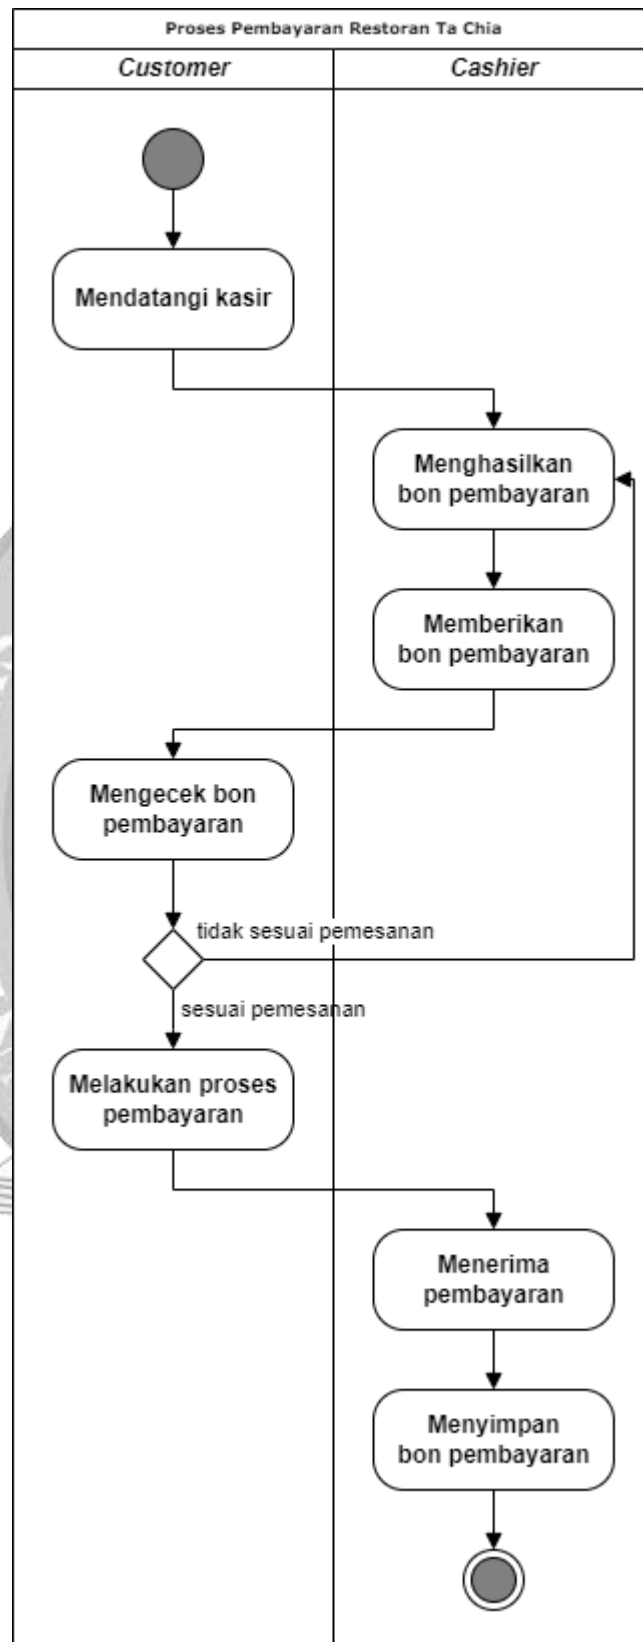 Proses Pembayaran Restoran Ta Chia
Customer
Cashier
Mendatangi kasir
Menghasilkan
bon pembayaran
Memberikan
bon pembayaran
Mengecek bon
pembayaran
tidak sesuai pemesanan
sesuai pemesanan
Melakukan proses
pembayaran
Menerima
pembayaran
Menyimpan
bon pembayaran